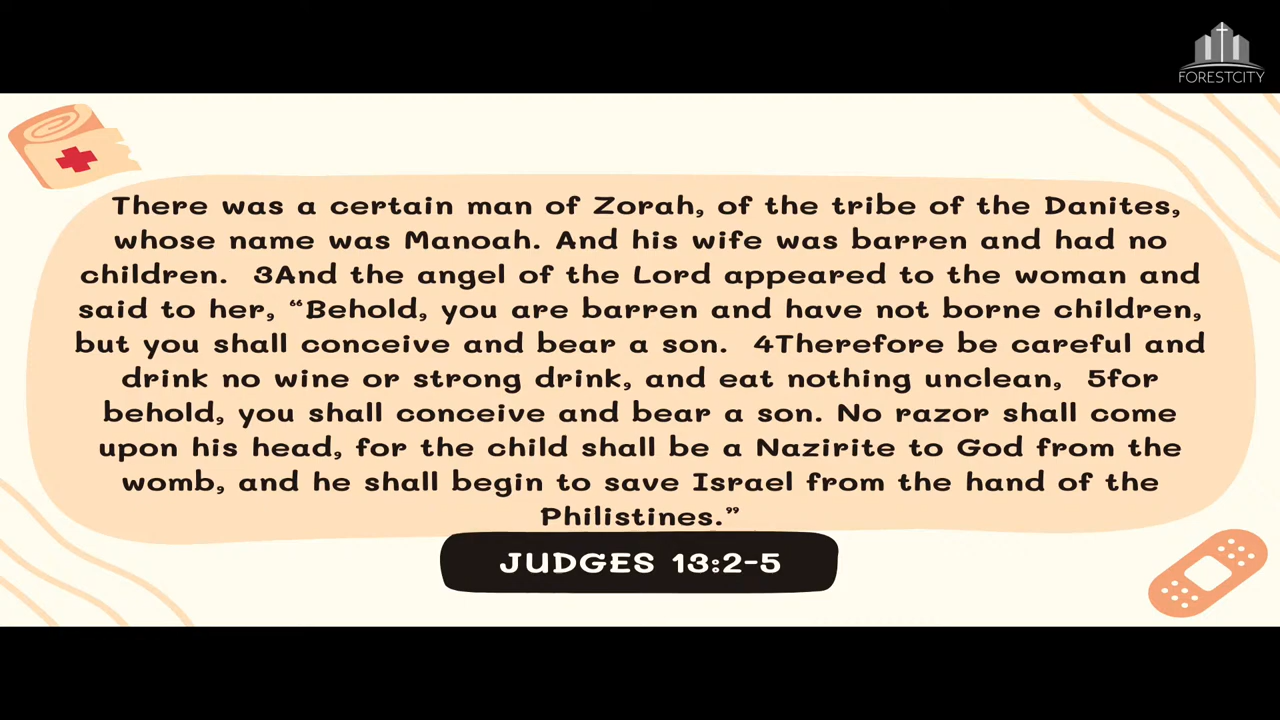 FORESTCITY
There was a certain man of Zorah, of the tribe of the Danites,
whose name was Manoah. And his wife was barren and had no
children. 3And the angel of the Lord appeared to the woman and
said to her, “Behold, you are barren and have not borne children,
but you shall conceive and bear a son. 4Therefore be careful and
drink no wine or strong drink, and eat nothing unclean, 5for
behold, you shall conceive and bear a son. No razor shall come
upon his head, for the child shall be a Nazirite to God from the
womb, and he shall begin to save Israel from the hand of the
Philistines.”
JUDGES 13:2-5